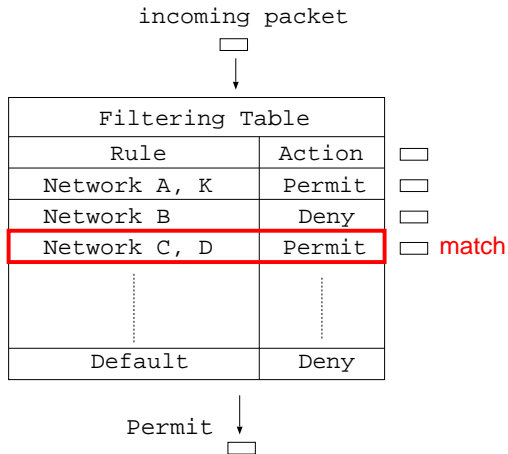 incoming packet
Filtering Table
Rule Action
Network A, K Permit
Network B Deny
Network C, D Permit match
Default Deny
Permit